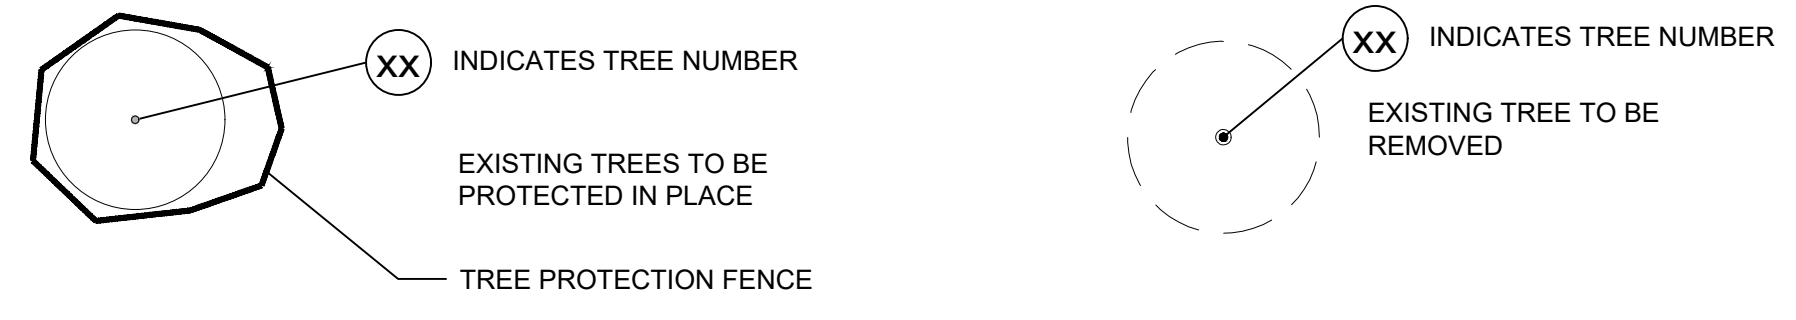 XX INDICATES TREE NUMBER
EXISTING TREES TO BE
PROTECTED IN PLACE
TREE PROTECTION FENCE
XX INDICATES TREE NUMBER
EXISTING TREE TO BE
REMOVED